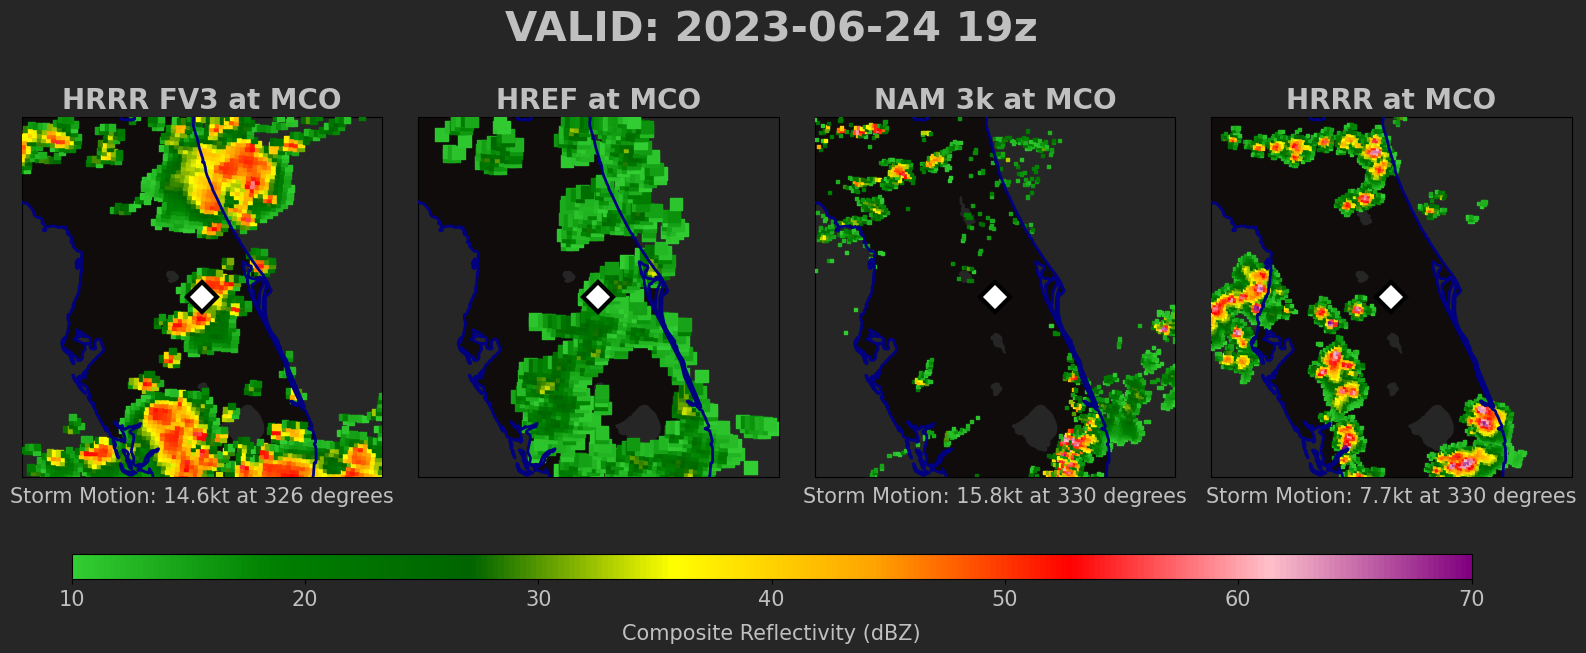 VALID: 2023-06-24 19z
HRRR FV3 at MCO
HREF at MCO
NAM 3k at MCO
HRRR at MCO
Storm Motion: 14.6kt at 326 degrees
Storm Motion: 15.8kt at 330 degrees
Storm Motion: 7.7kt at 330 degrees
10 20 30 40 50 60 70
Composite Reflectivity (dBZ)